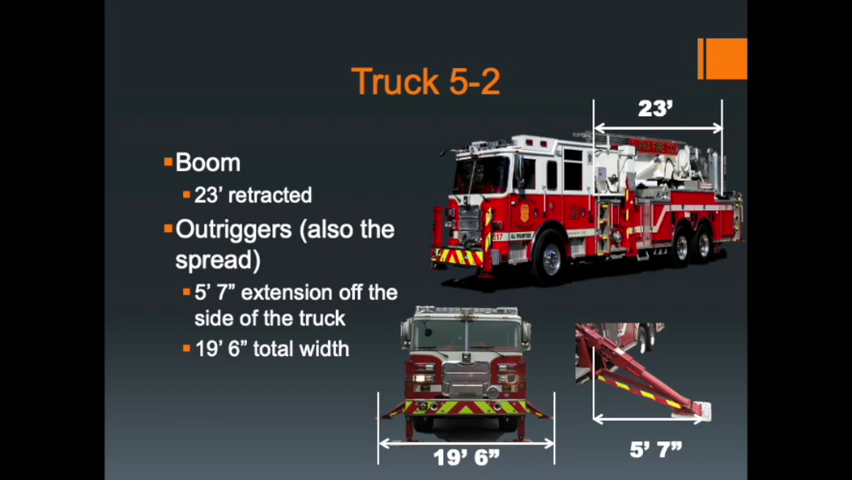 Truck 5-2
23’
▪Boom
▪23’ retracted
▪Outriggers (also the
spread)
▪5’ 7” extension off the
side of the truck
▪19’ 6” total width
19’ 6”
5’ 7”